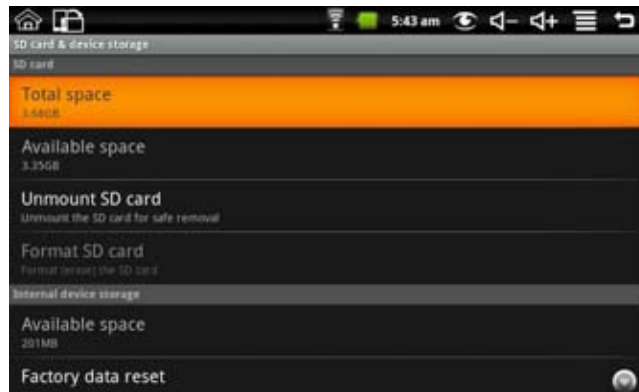 5:43 am
SD card & device storage
SD card
Total space
3.68GB
Available space
3.35GB
Unmount SD card
Unmount the SD card for safe removal
Format SD card
Format (erase) the SD card
Internal device storage
Available space
201MB
Factory data reset